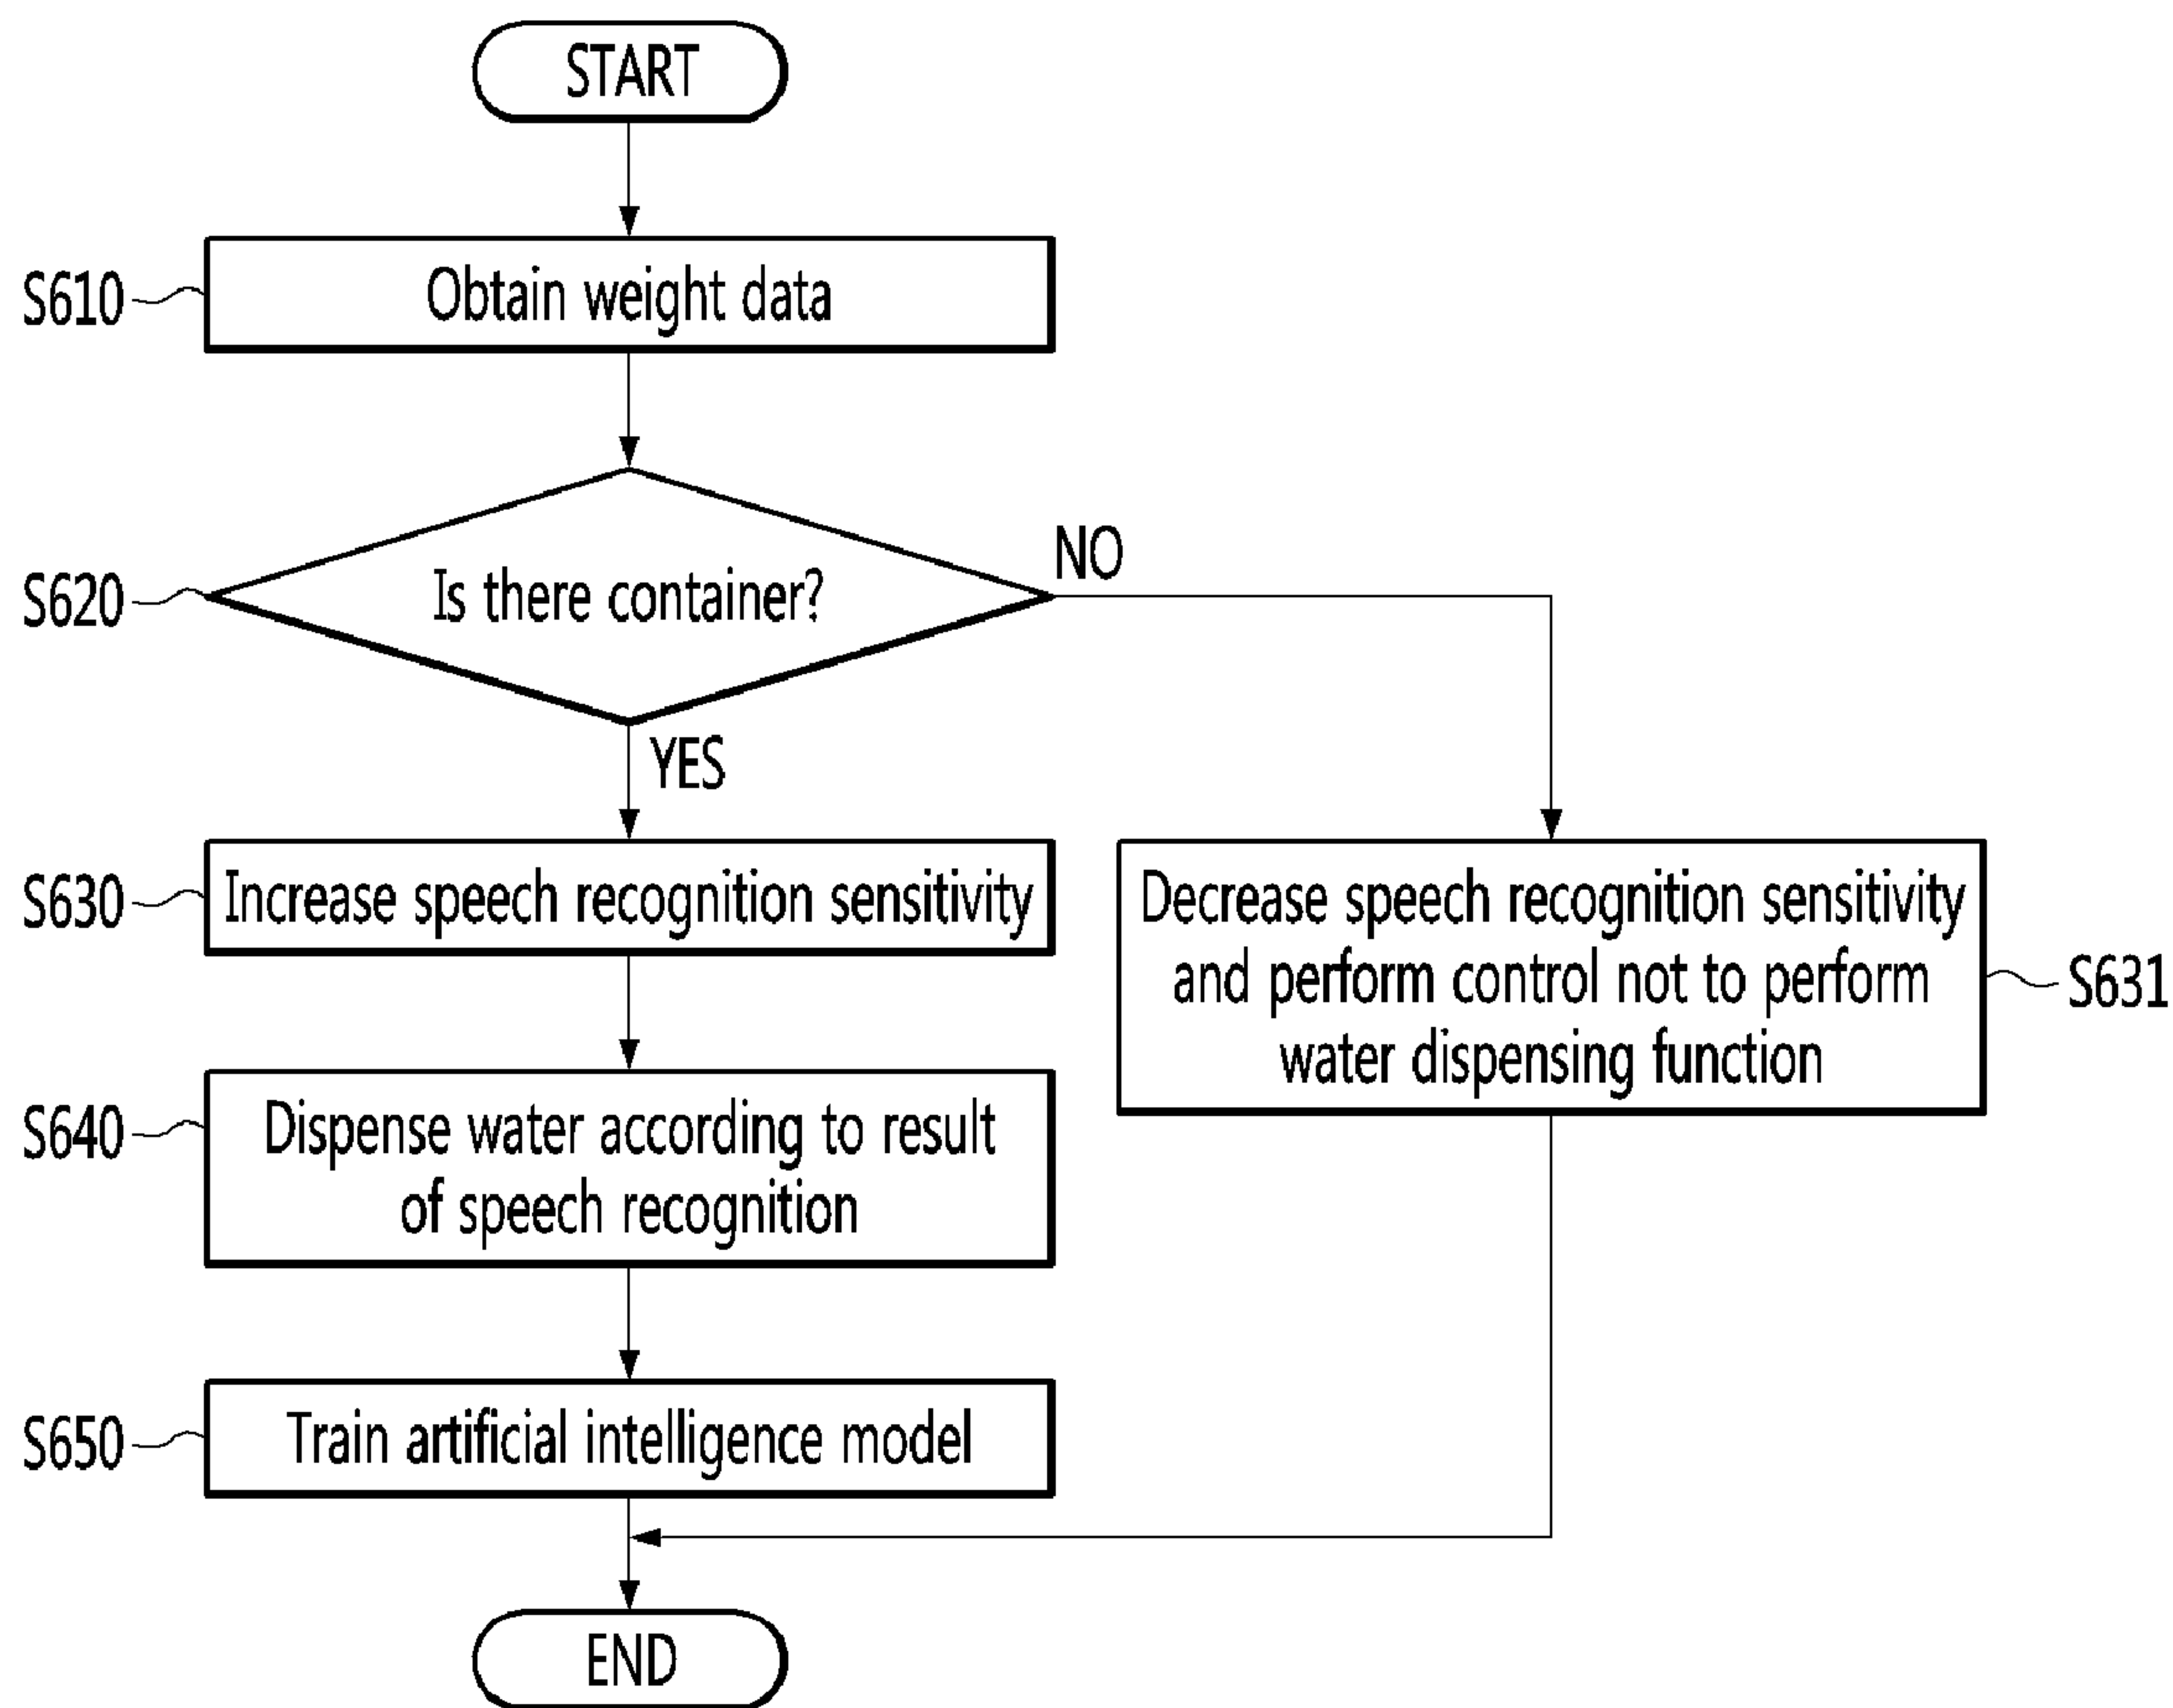 START
S610
Obtain weight data
S620
Is there container?
NO
YES
S630
Increase speech recognition sensitivity
Decrease speech recognition sensitivity
and perform control not to perform
water dispensing function
S631
S640
Dispense water according to result
of speech recognition
S650
Train artificial intelligence model
END